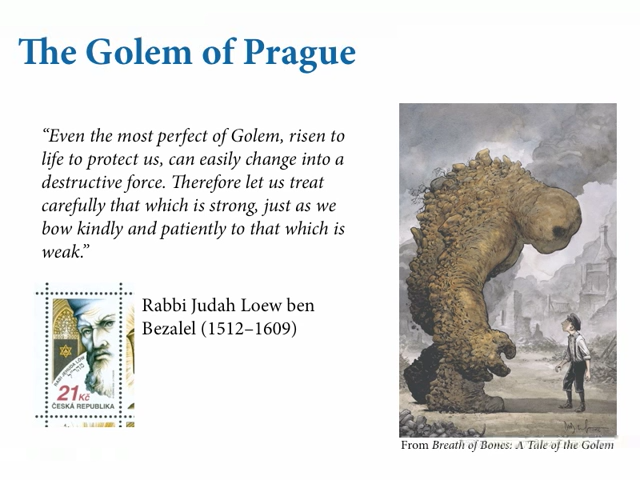 The Golem of Prague
“Even the most perfect of Golem, risen to
life to protect us, can easily change into a
destructive force. Therefore let us treat
carefully that which is strong, just as we
bow kindly and patiently to that which is
weak.”
Rabbi Judah Loew ben
Bezalel (1512–1609)
21Kč
ČESKÁ REPUBLIKA
From Breath of Bones: A Tale of the Golem